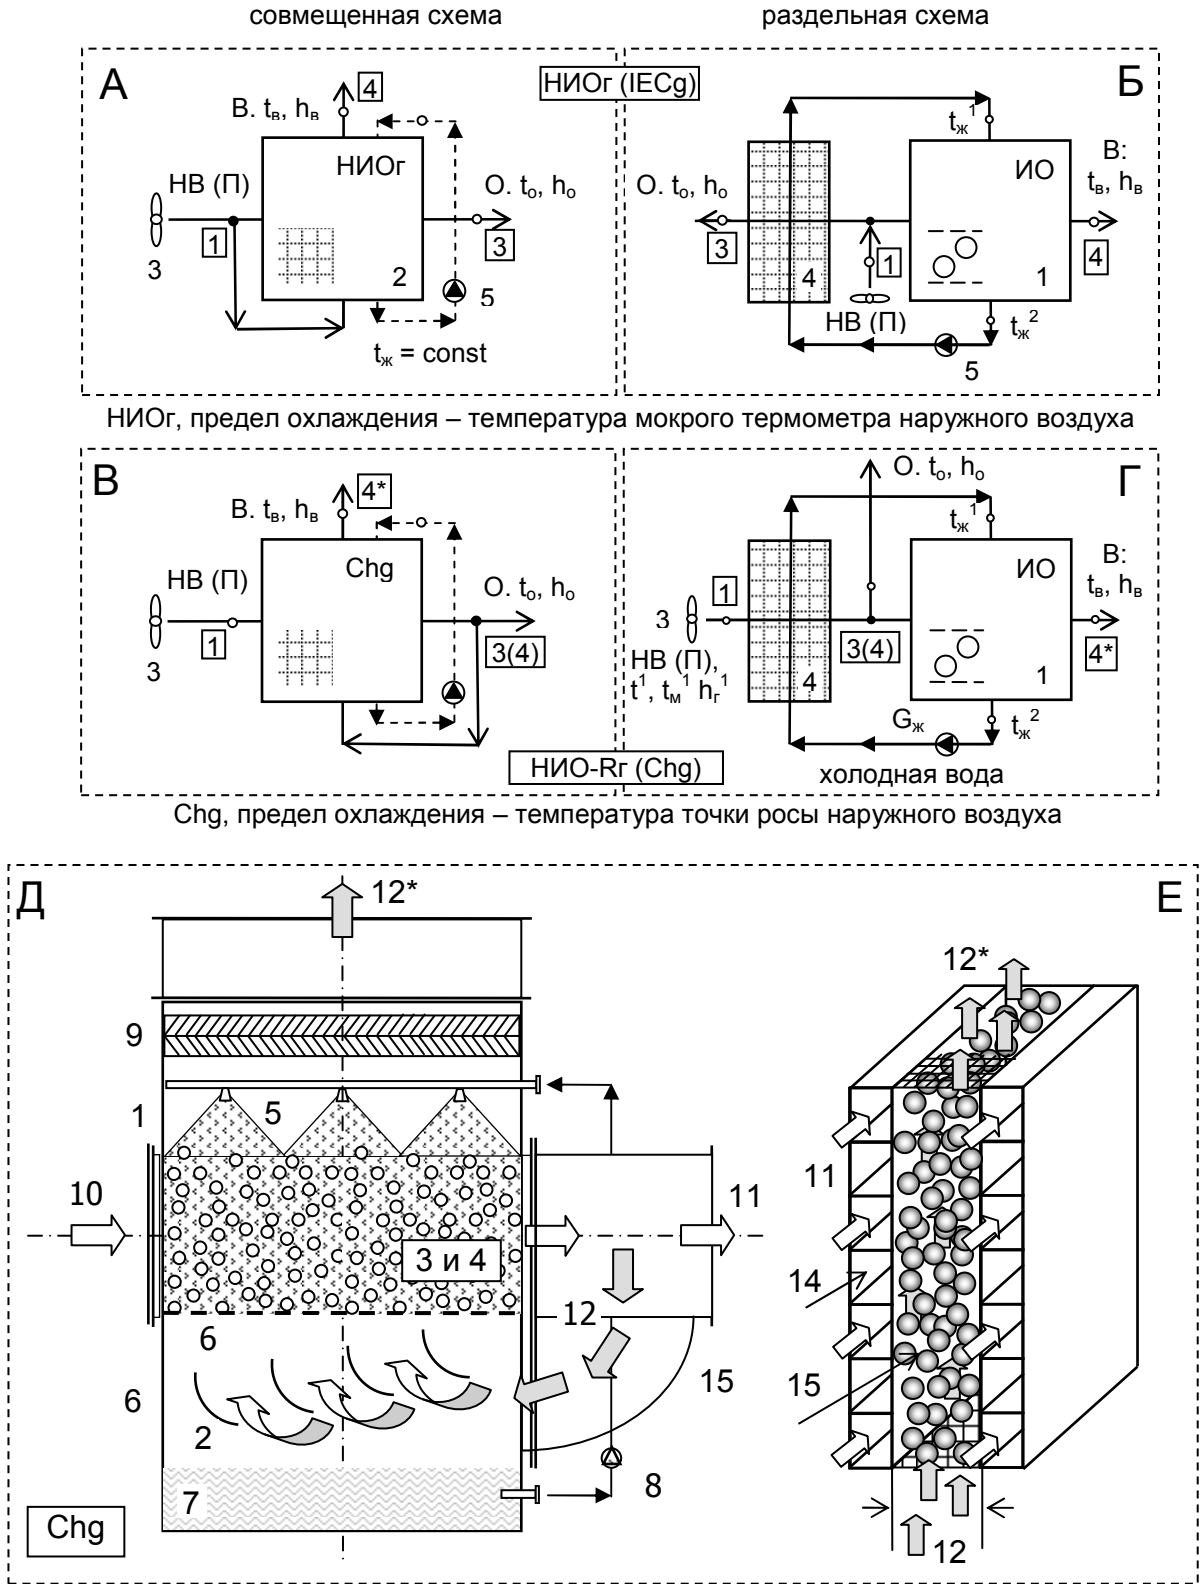 совмещенная схема
раздельная схема
А
НИОг (IECg)
Б
4
В. tв, hв
НИОг
НВ (П)
О. tо, hо
1
3
3
2
5
tж = const
tж1
В:
tв, hв
О. tо, hо
ИО
3
4
1
4
1
НВ (П)
tж2
5
НИОг, предел охлаждения – температура мокрого термометра наружного воздуха
В
4*
В. tв, hв
Chg
НВ (П)
О. tо, hо
1
3(4)
3
Г
О. tо, hо
tж1
В:
tв, hв
ИО
1
3
3(4)
4*
НВ (П),
t1, tм1 hг1
4
1
Gж
tж2
холодная вода
НИО-Rг (Chg)
Chg, предел охлаждения – температура точки росы наружного воздуха
Д
12*
9
1
5
10
11
3 и 4
12
6
6
15
2
7
8
Chg
Е
12*
11
14
15
12